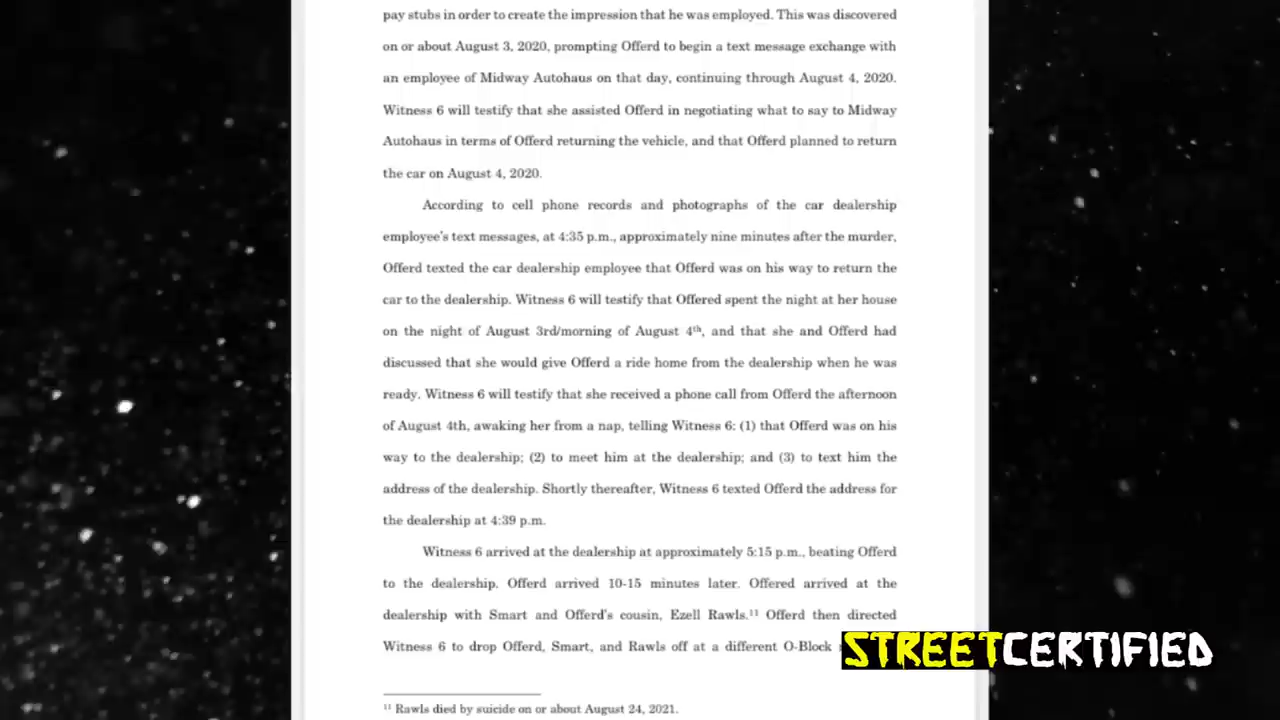 pay stubs in order to create the impression that he was employed. This was discovered
on or about August 3, 2020, prompting Offerd to begin a text message exchange with
an employee of Midway Autohaus on that day, continuing through August 4, 2020.
Witness 6 will testify that she assisted Offerd in negotiating what to say to Midway
Autohaus in terms of Offerd returning the vehicle, and that Offerd planned to return
the car on August 4, 2020.
According to cell phone records and photographs of the car dealership
employee's text messages, at 4:35 p.m., approximately nine minutes after the murder,
Offerd texted the car dealership employee that Offerd was on his way to return the
car to the dealership. Witness 6 will testify that Offered spent the night at her house
on the night of August 3rd/morning of August 4th, and that she and Offerd had
discussed that she would give Offerd a ride home from the dealership when he was
ready. Witness 6 will testify that she received a phone call from Offerd the afternoon
of August 4th, awaking her from a nap, telling Witness 6: (1) that Offerd was on his
way to the dealership; (2) to meet him at the dealership; and (3) to text him the
address of the dealership. Shortly thereafter, Witness 6 texted Offerd the address for
the dealership at 4:39 p.m.
Witness 6 arrived at the dealership at approximately 5:15 p.m., beating Offerd
to the dealership. Offerd arrived 10-15 minutes later. Offered arrived at the
dealership with Smart and Offerd's cousin, Ezell Rawls.¹¹ Offerd then directed
Witness 6 to drop Offerd, Smart, and Rawls off at a different O-Block
STREETCERTIFIED
¹¹ Rawls died by suicide on or about August 24, 2021.